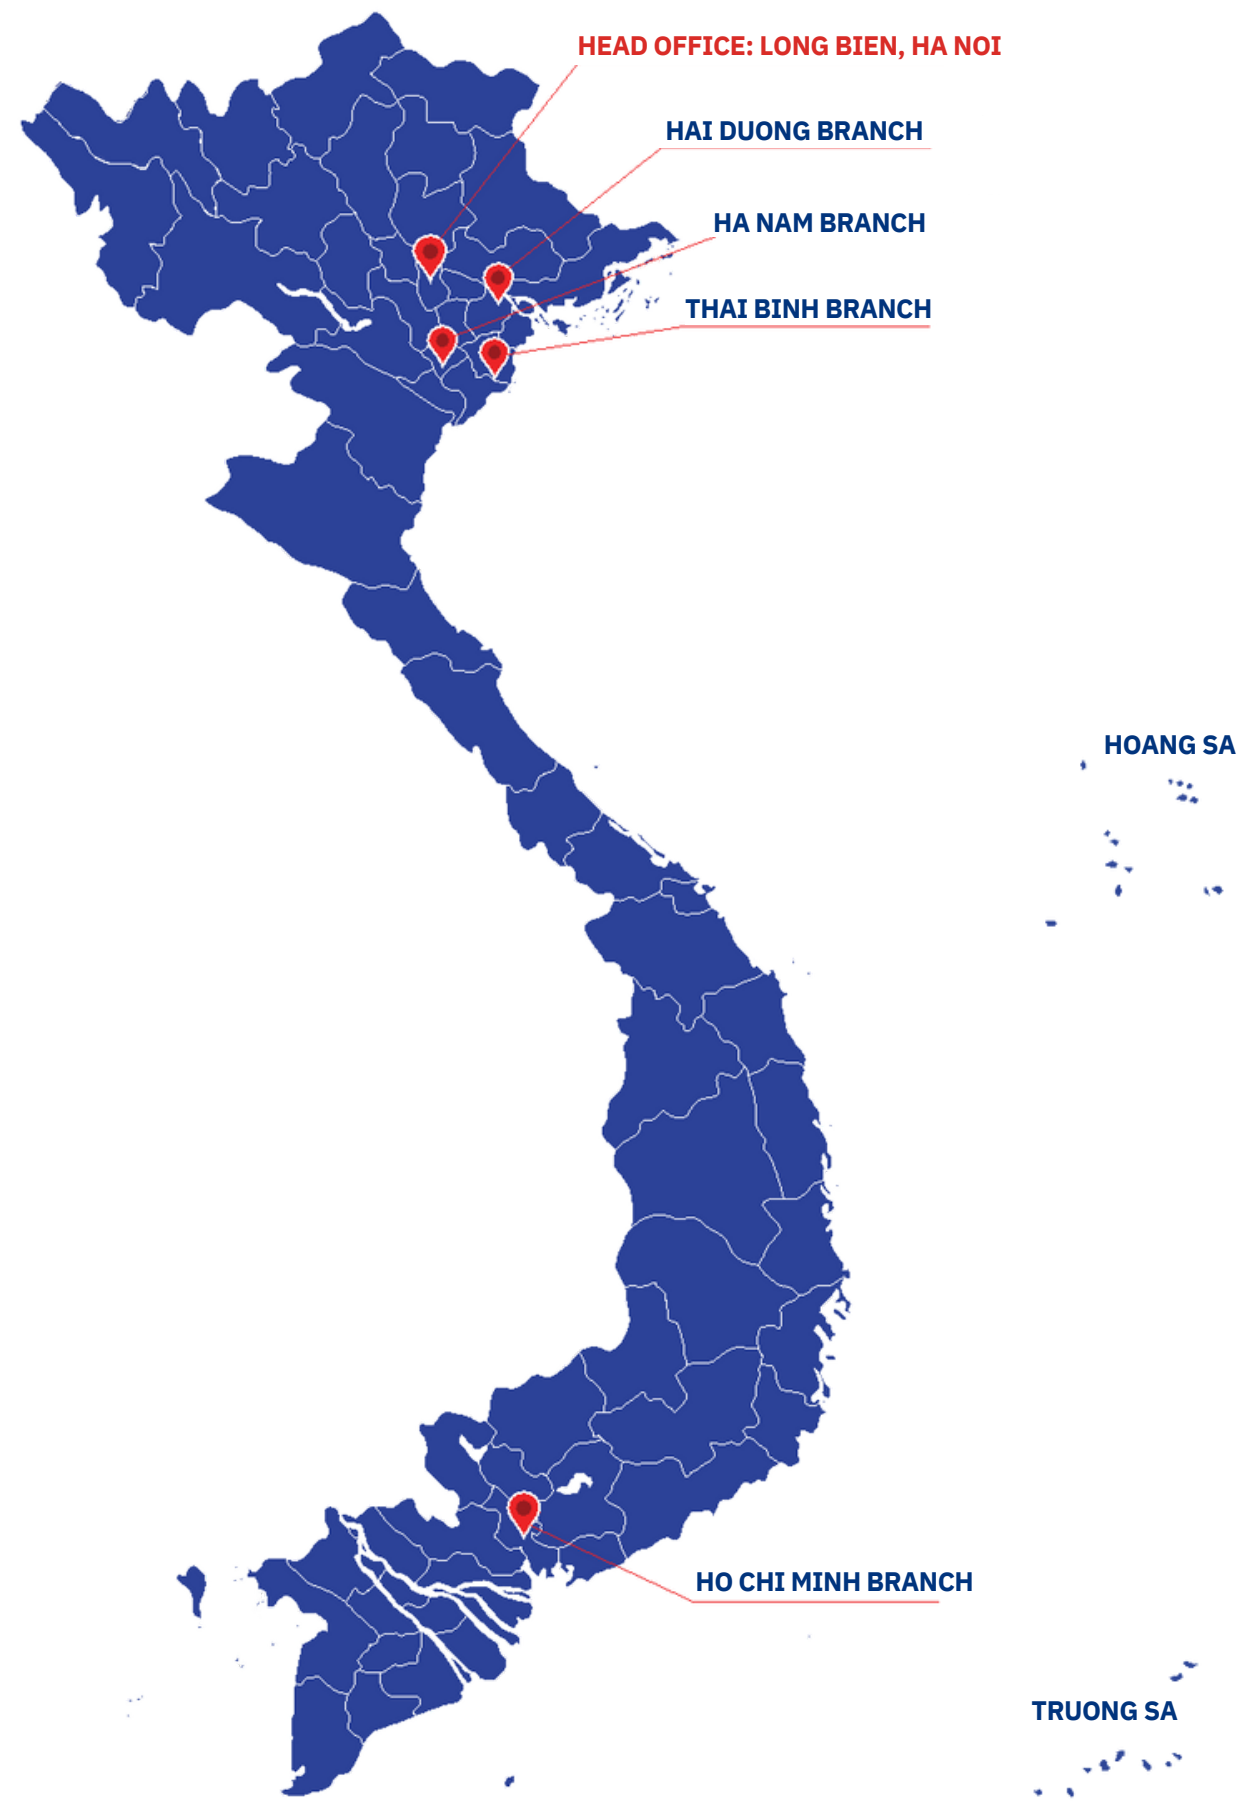 HEAD OFFICE: LONG BIEN, HA NOI
HAI DUONG BRANCH
HA NAM BRANCH
THAI BINH BRANCH
HOANG SA
HO CHI MINH BRANCH
TRUONG SA